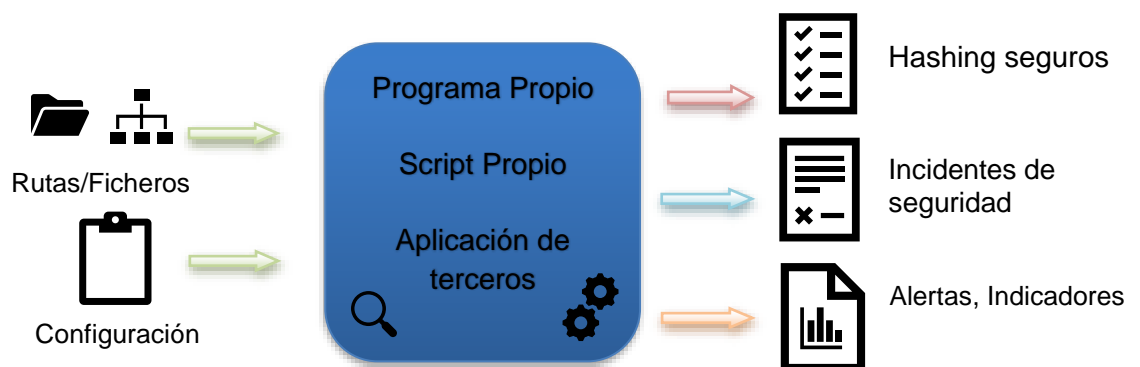 Rutas/Ficheros
Configuración
Programa Propio
Script Propio
Aplicación de
terceros
Hashing seguros
Incidentes de
seguridad
Alertas, Indicadores